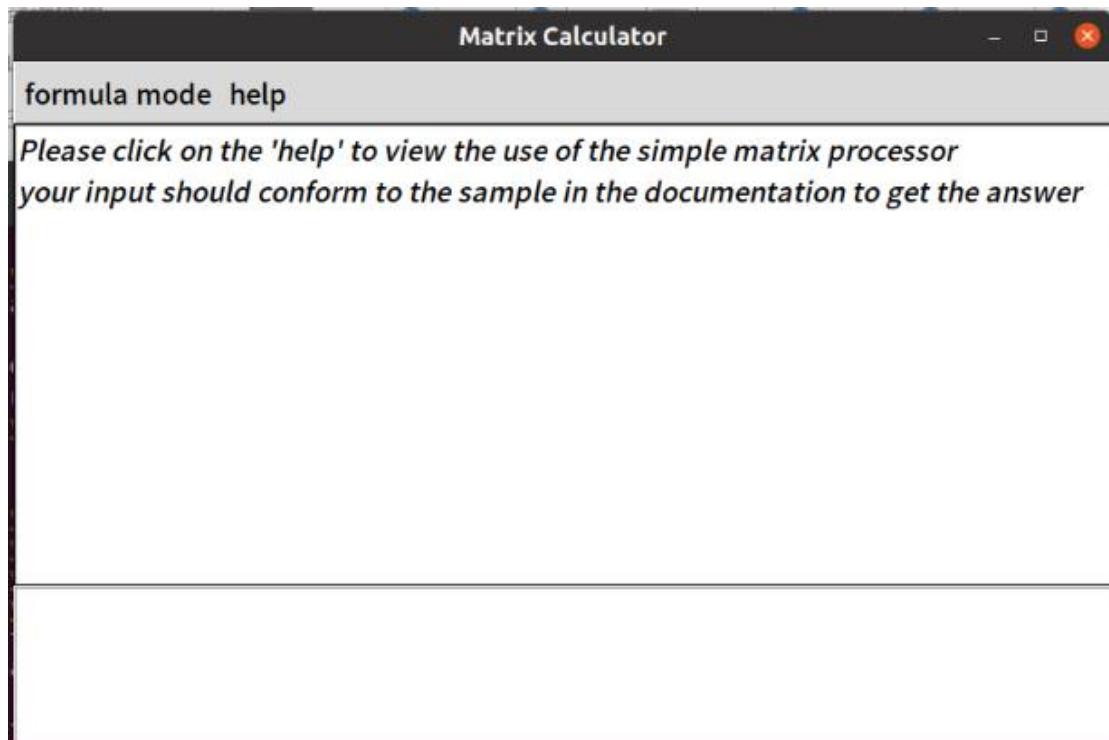 Matrix Calculator
formula mode help
Please click on the 'help' to view the use of the simple matrix processor
your input should conform to the sample in the documentation to get the answer